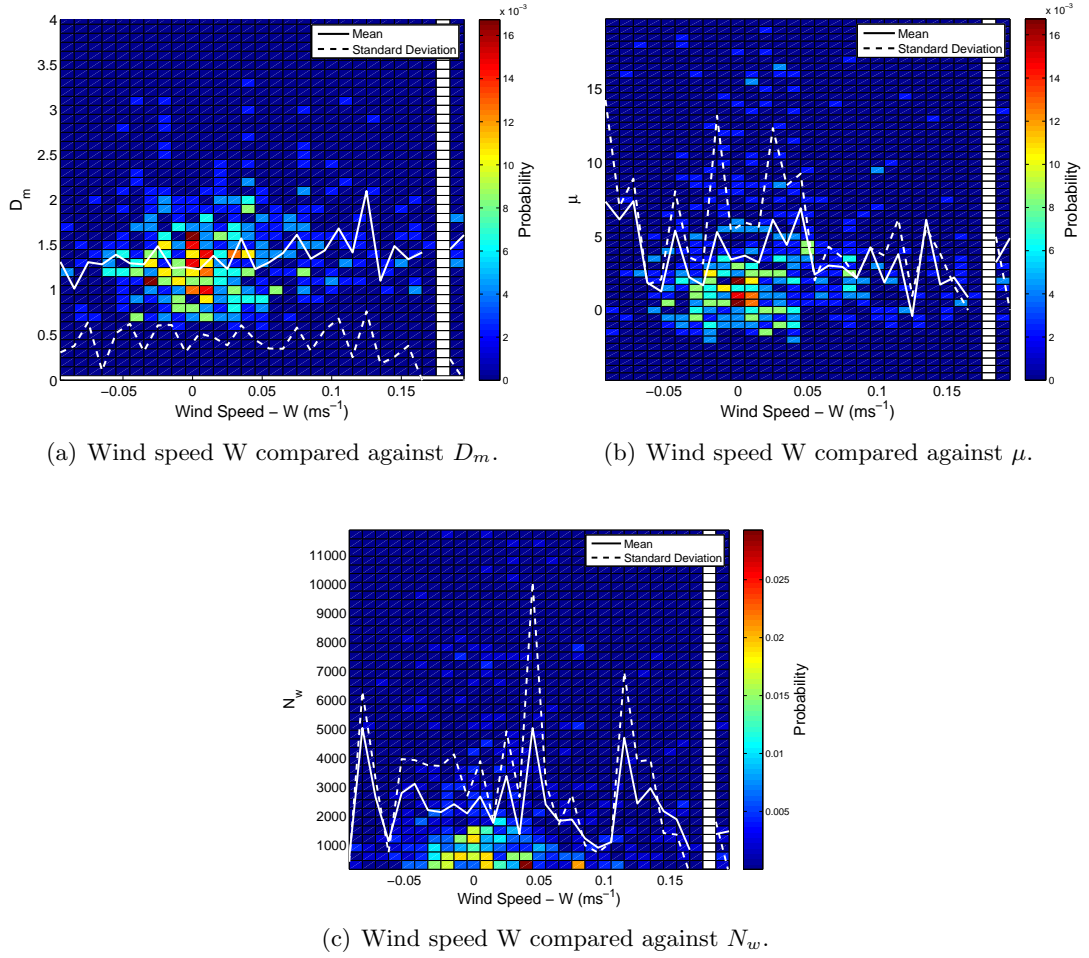 4
3.5
3
2.5
2
1.5
1
0.5
0
D_m
−0.05 0 0.05 0.1 0.15
Wind Speed − W (ms⁻¹)
Mean
Standard Deviation
x 10⁻³
16
14
12
10
8
6
4
2
0
Probability
(a) Wind speed W compared against D_m.
15
10
5
0
μ
−0.05 0 0.05 0.1 0.15
Wind Speed − W (ms⁻¹)
Mean
Standard Deviation
x 10⁻³
16
14
12
10
8
6
4
2
0
Probability
(b) Wind speed W compared against μ.
11000
10000
9000
8000
7000
6000
5000
4000
3000
2000
1000
N_w
−0.05 0 0.05 0.1 0.15
Wind Speed − W (ms⁻¹)
Mean
Standard Deviation
0.025
0.02
0.015
0.01
0.005
Probability
(c) Wind speed W compared against N_w.